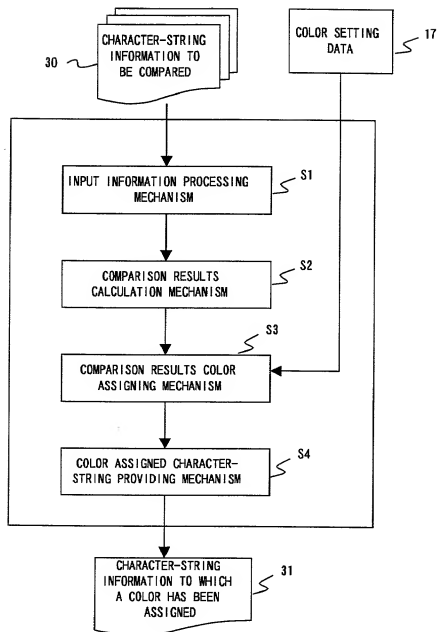 30
CHARACTER-STRING
INFORMATION TO
BE COMPARED
COLOR SETTING
DATA
17
S1
INPUT INFORMATION PROCESSING
MECHANISM
S2
COMPARISON RESULTS
CALCULATION MECHANISM
S3
COMPARISON RESULTS COLOR
ASSIGNING MECHANISM
S4
COLOR ASSIGNED CHARACTER-
STRING PROVIDING MECHANISM
CHARACTER-STRING
INFORMATION TO WHICH
A COLOR HAS BEEN
ASSIGNED
31